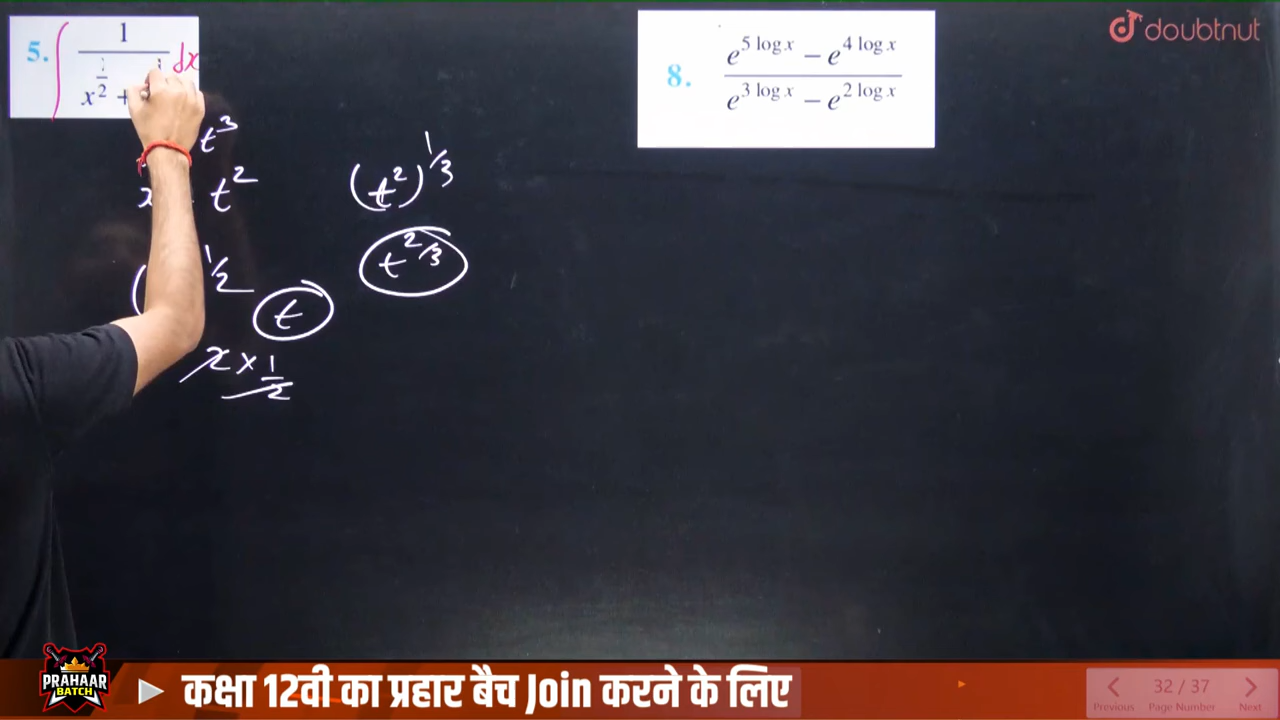 5. ∫ 1 dx
x^(1/2) +
t³
x t²
( 1/2
t
x × 1/2
(t²)^(1/3)
t^(2/3)
8. e^(5 log x) − e^(4 log x)
e^(3 log x) − e^(2 log x)
doubtnut
PRAHAAR
BATCH
कक्षा 12वी का प्रहार बैच Join करने के लिए
32 / 37
Previous Page Number Next